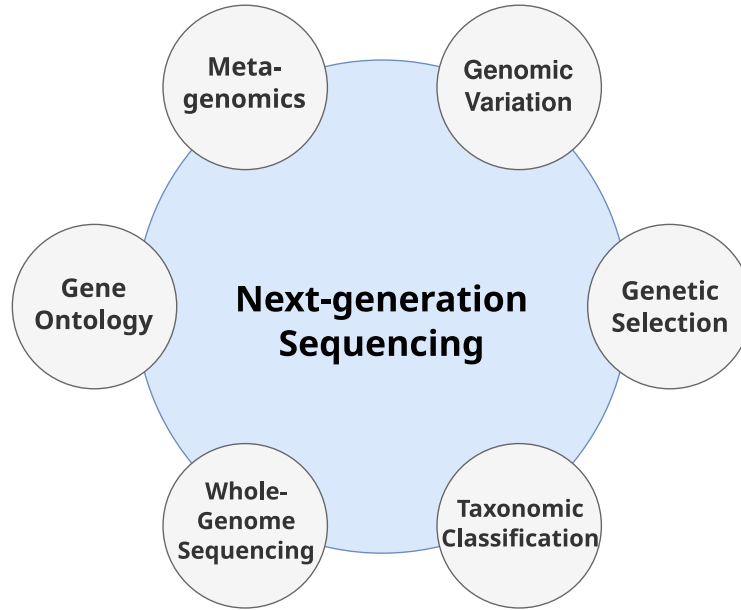 Meta-
genomics
Genomic
Variation
Gene
Ontology
Next-generation
Sequencing
Genetic
Selection
Whole-
Genome
Sequencing
Taxonomic
Classification